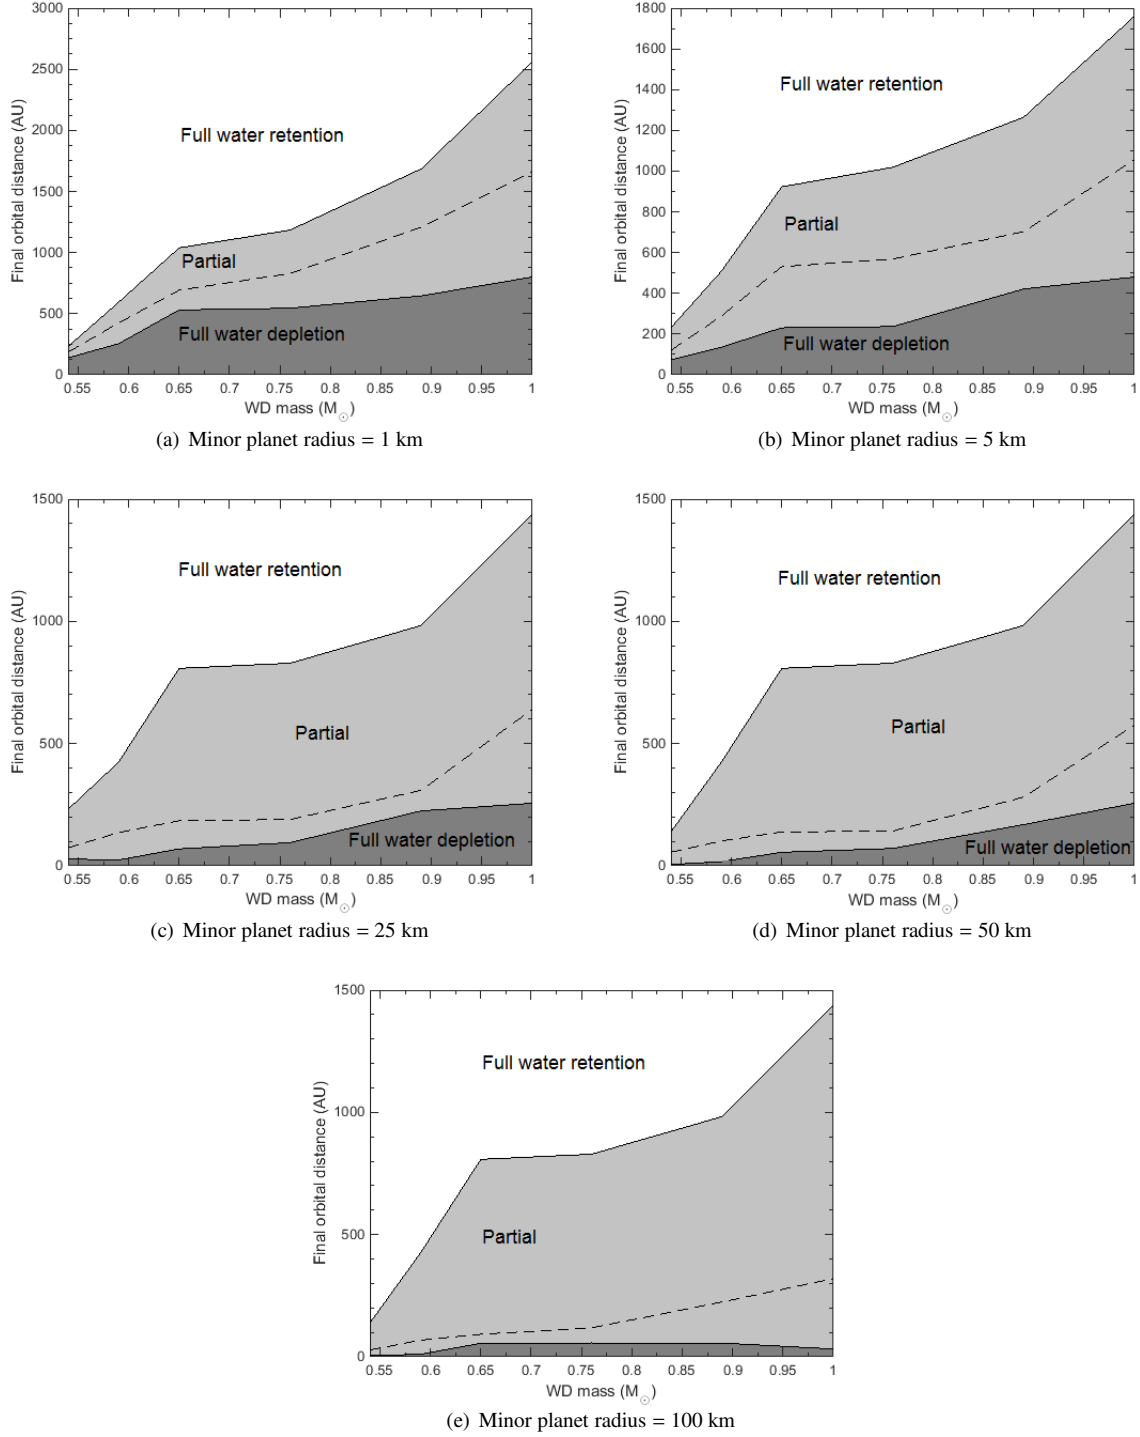 3000
2500
2000
1500
1000
500
0
Final orbital distance (AU)
Full water retention
Partial
Full water depletion
0.55 0.6 0.65 0.7 0.75 0.8 0.85 0.9 0.95 1
WD mass (M☉)
(a) Minor planet radius = 1 km
1800
1600
1400
1200
1000
800
600
400
200
0
Final orbital distance (AU)
Full water retention
Partial
Full water depletion
0.55 0.6 0.65 0.7 0.75 0.8 0.85 0.9 0.95 1
WD mass (M☉)
(b) Minor planet radius = 5 km
1500
1000
500
0
Final orbital distance (AU)
Full water retention
Partial
Full water depletion
0.55 0.6 0.65 0.7 0.75 0.8 0.85 0.9 0.95 1
WD mass (M☉)
(c) Minor planet radius = 25 km
1500
1000
500
0
Final orbital distance (AU)
Full water retention
Partial
Full water depletion
0.55 0.6 0.65 0.7 0.75 0.8 0.85 0.9 0.95 1
WD mass (M☉)
(d) Minor planet radius = 50 km
1500
1000
500
0
Final orbital distance (AU)
Full water retention
Partial
0.55 0.6 0.65 0.7 0.75 0.8 0.85 0.9 0.95 1
WD mass (M☉)
(e) Minor planet radius = 100 km